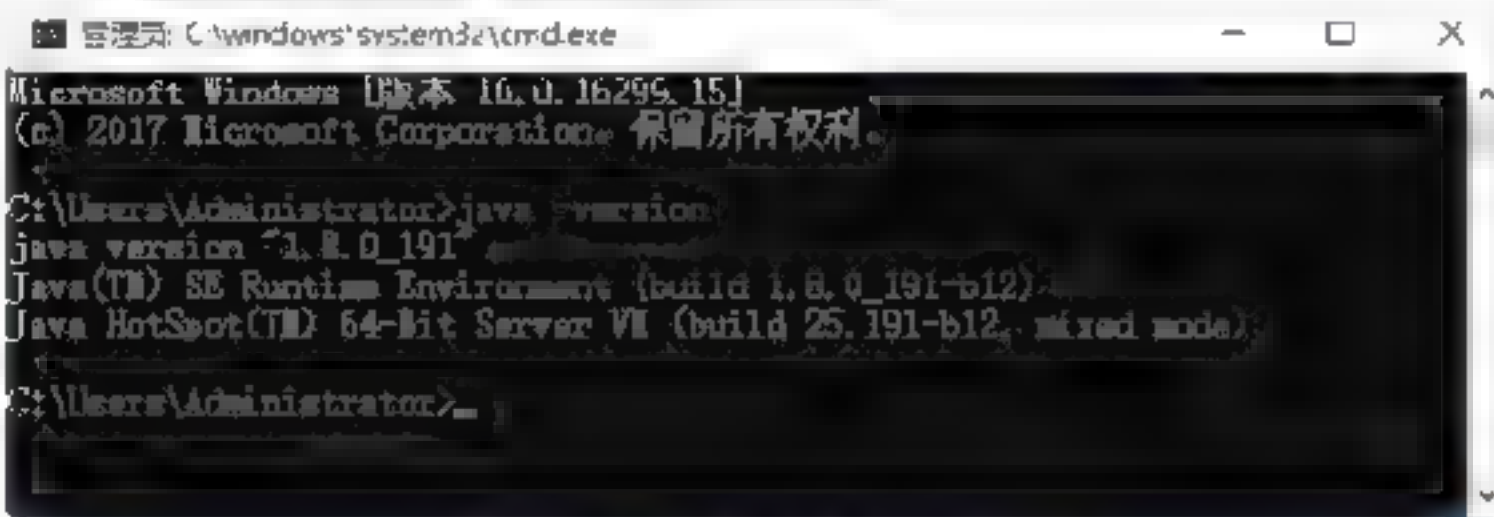 管理员: C:\windows\system32\cmd.exe
Microsoft Windows [版本 10.0.16299.15]
(c) 2017 Microsoft Corporation。保留所有权利。
C:\Users\Administrator>java -version
java version "1.8.0_191"
Java(TM) SE Runtime Environment (build 1.8.0_191-b12)
Java HotSpot(TM) 64-Bit Server VM (build 25.191-b12, mixed mode)
C:\Users\Administrator>_